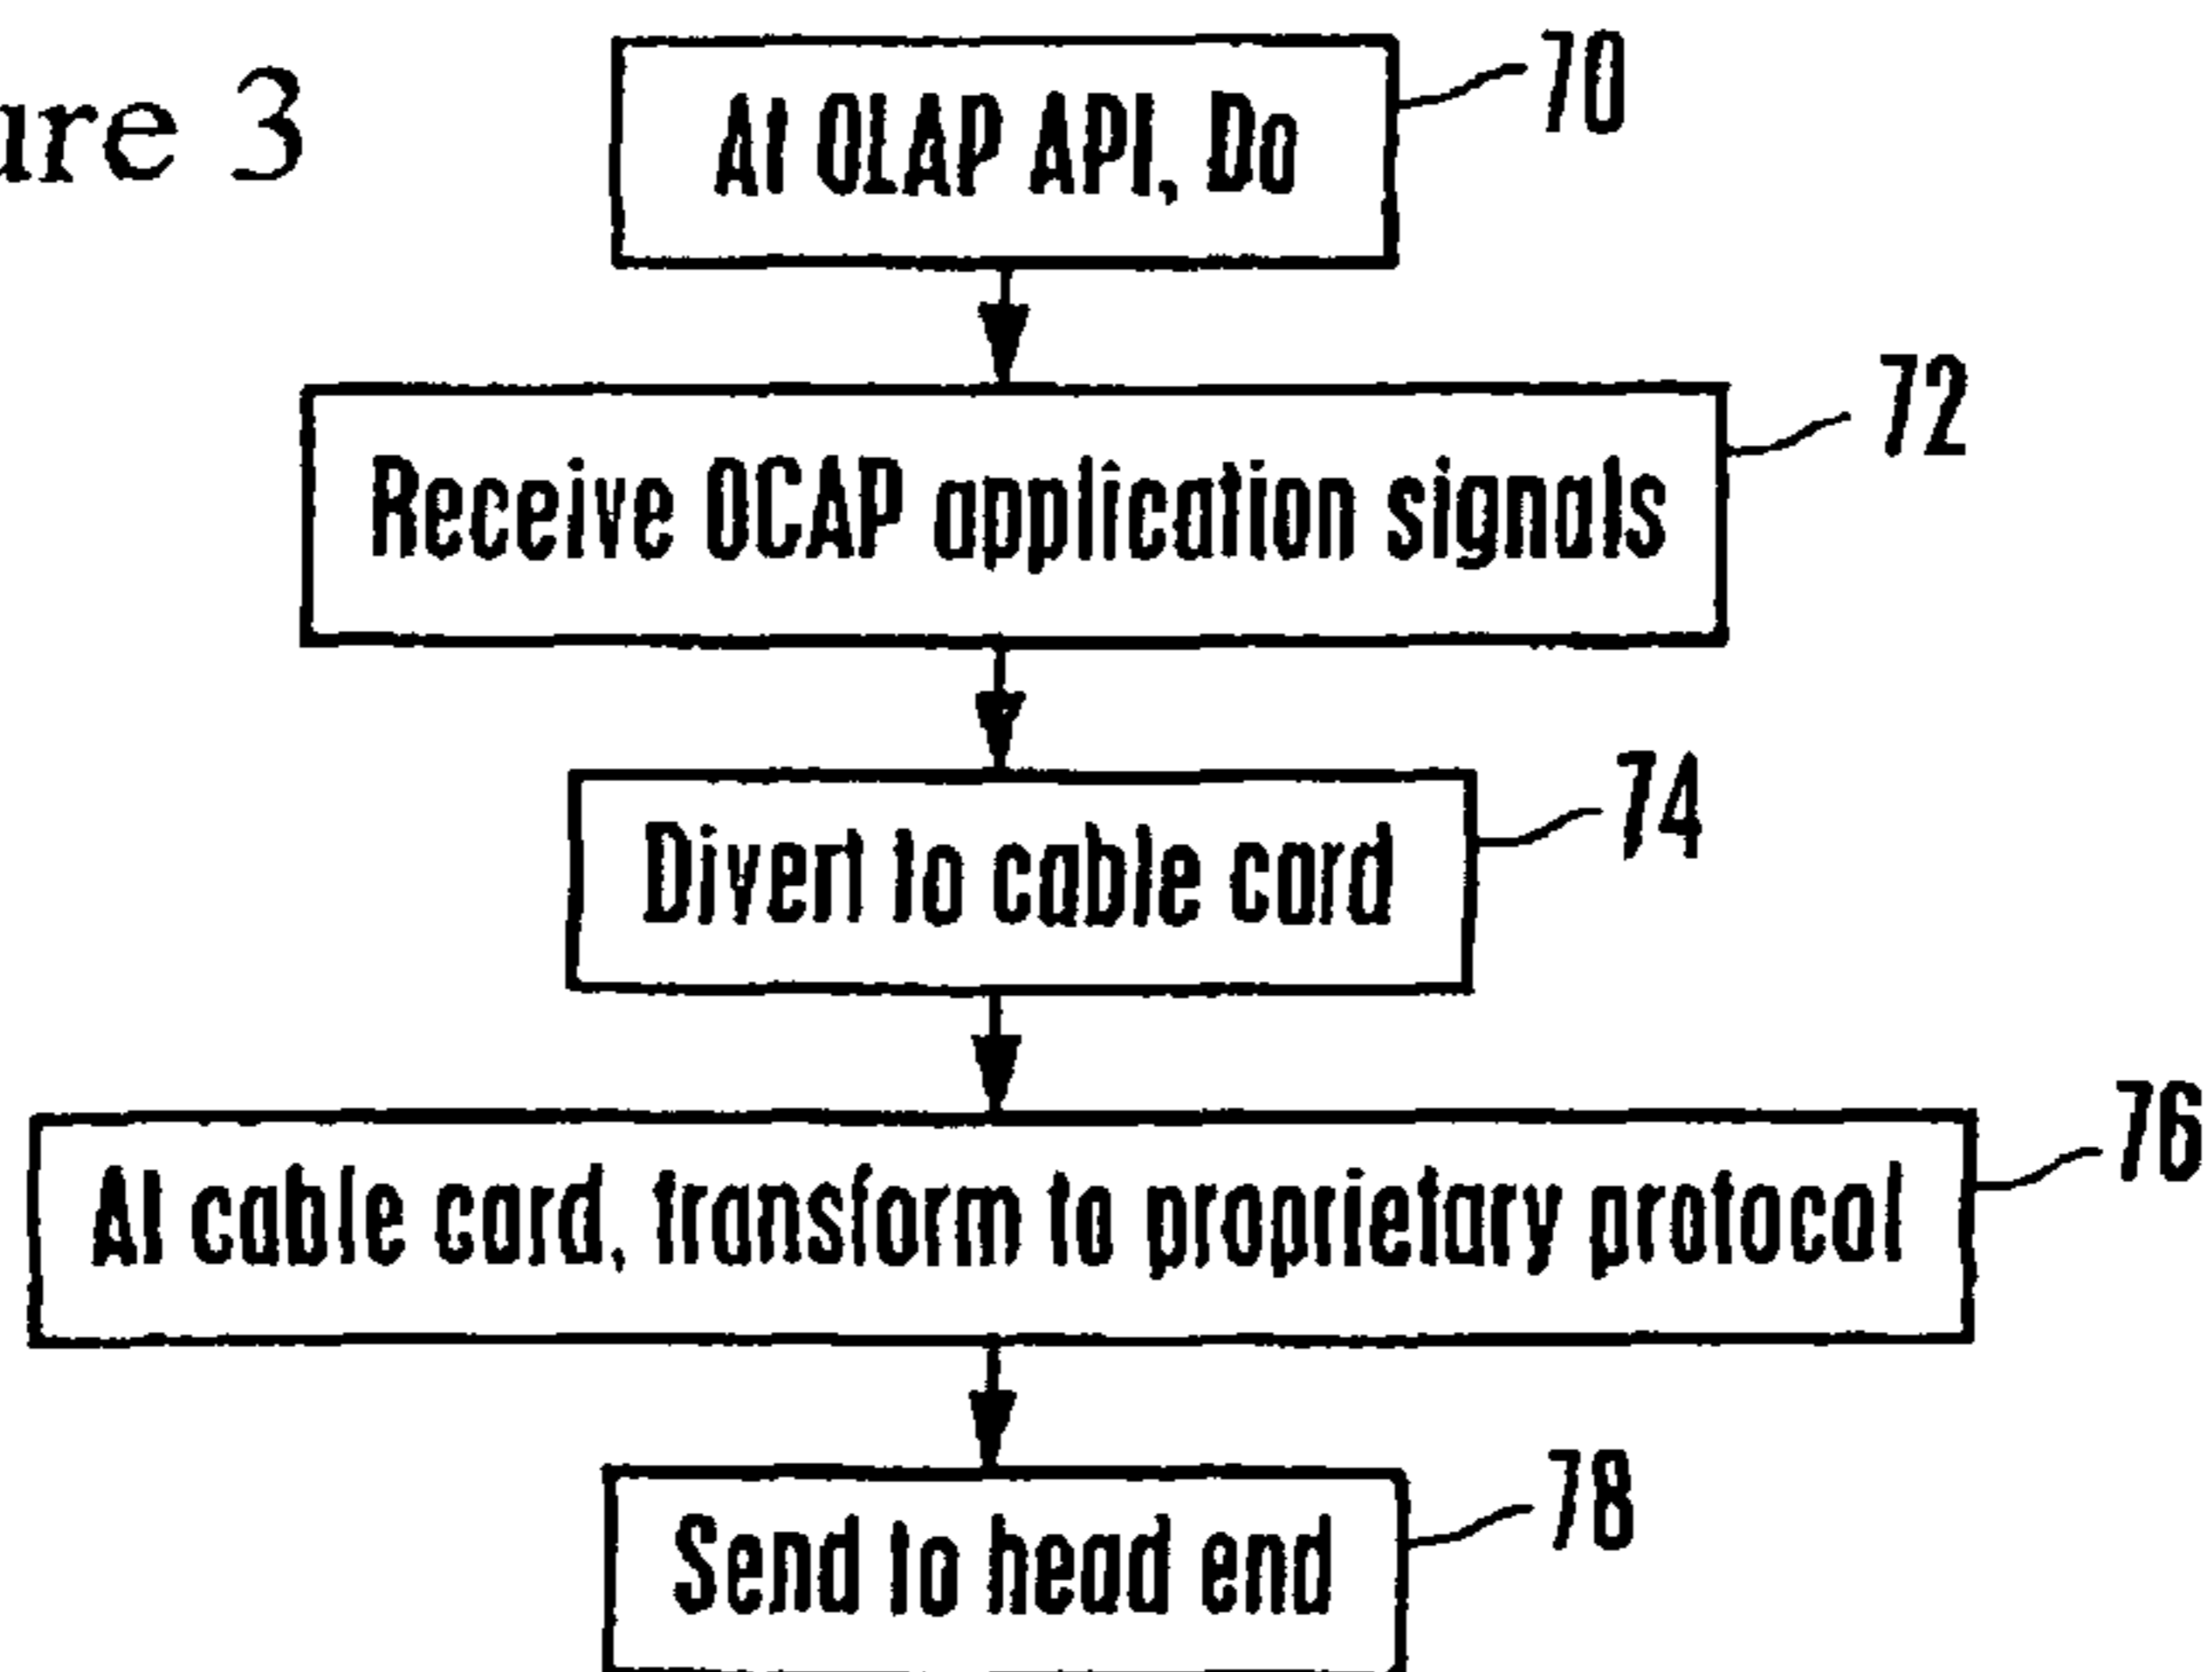 ure 3
At OLAP API, Do
70
Receive OCAP application signals
72
Divert to cable card
74
At cable card, transform to proprietary protocol
76
Send to head end
78